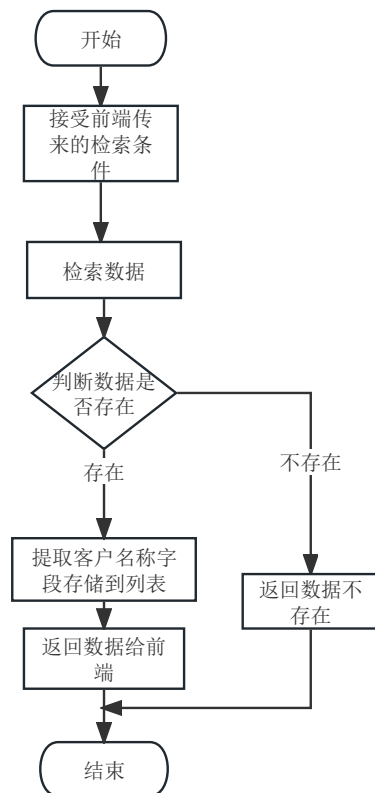 开始
接受前端传
来的检索条
件
检索数据
判断数据是
否存在
存在
不存在
提取客户名称字
段存储到列表
返回数据不
存在
返回数据给前
端
结束